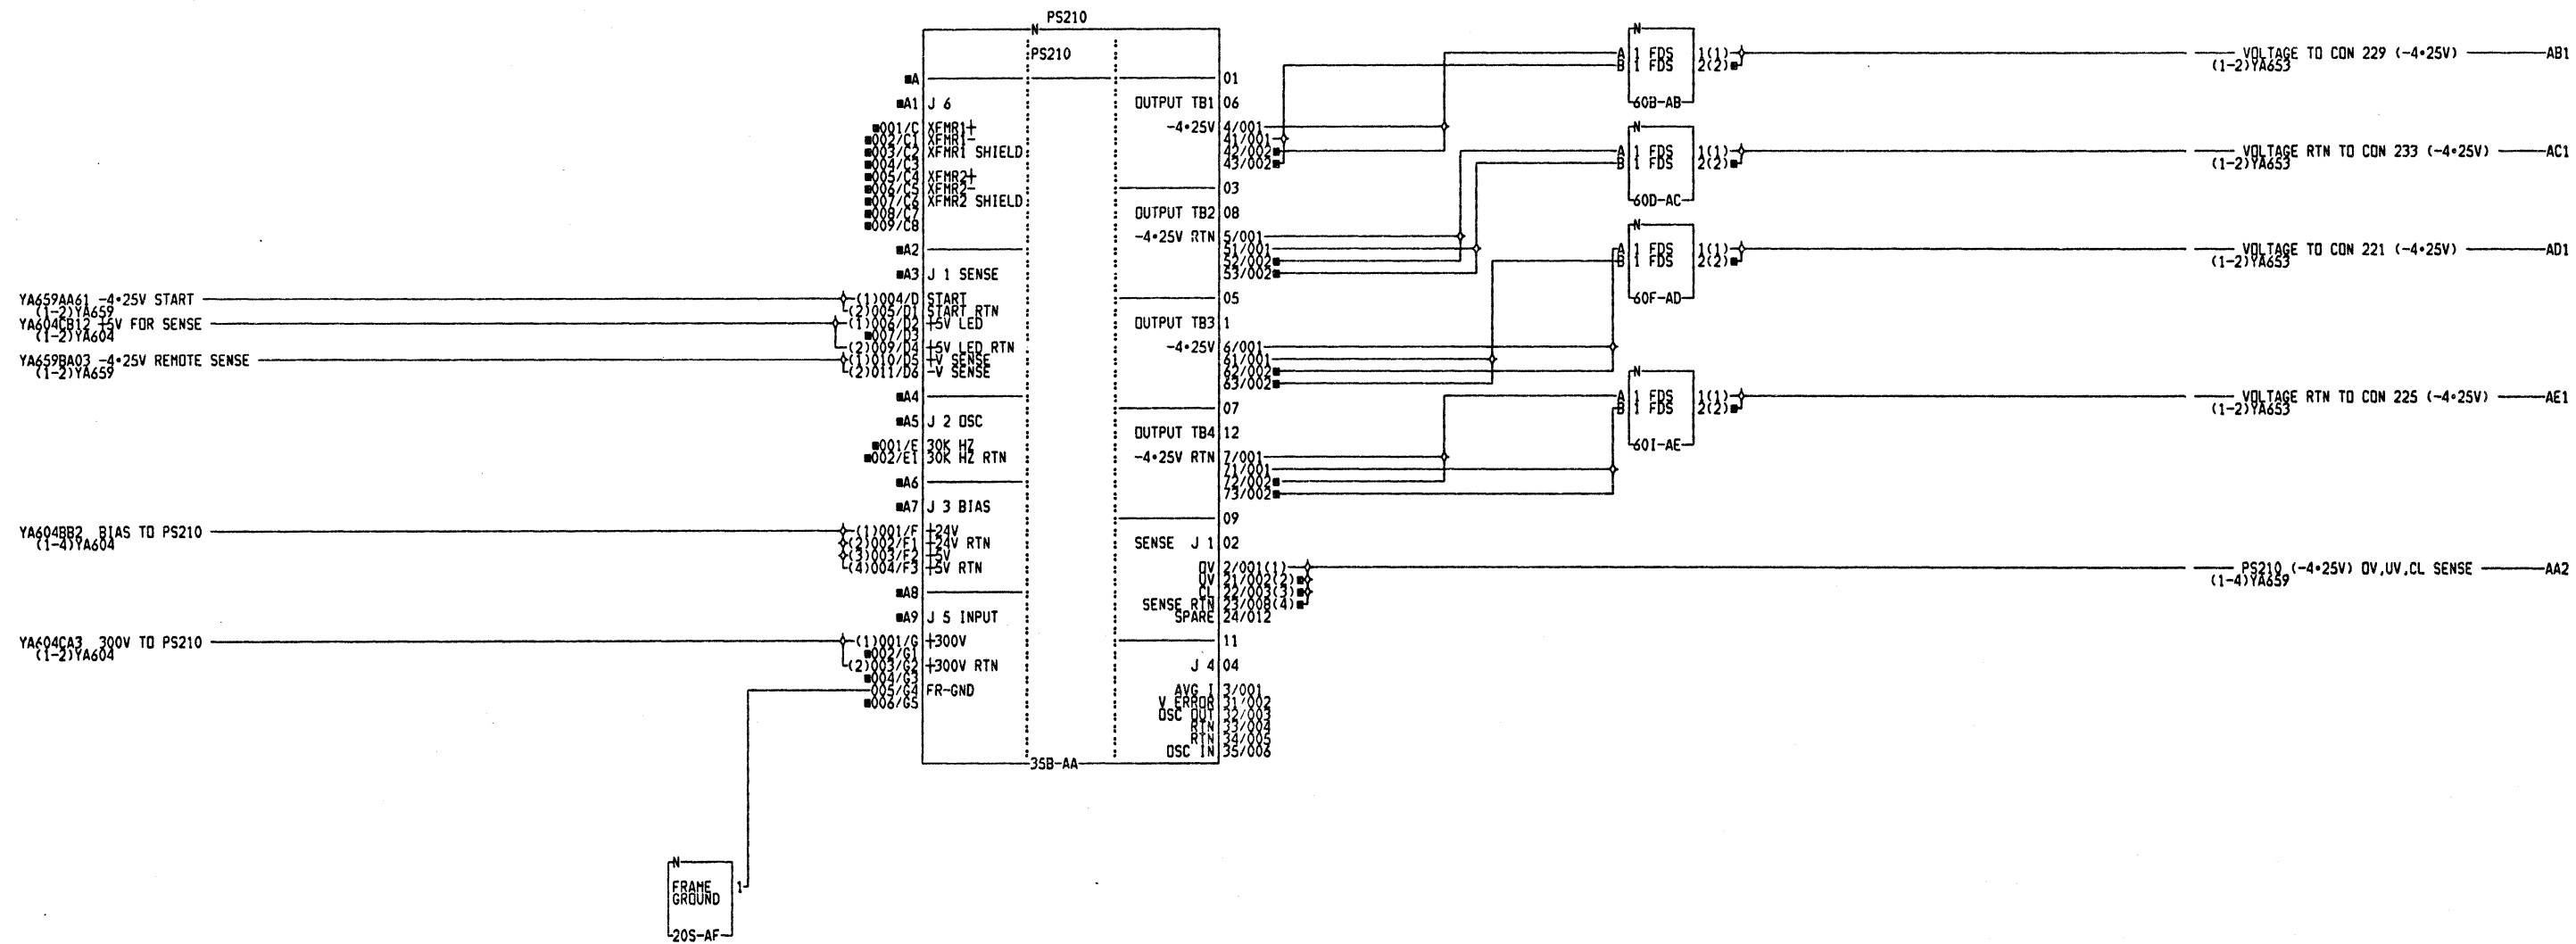 PS210
N
PS210
■A
01
■A1 J 6
OUTPUT TB1 06
■001/C XFMR1+
-4•25V 4/001
■002/C1 XFMR1-
41/001
■003/C2 XFMR1 SHIELD
42/002■
■004/C3
43/002■
■005/C4 XFMR2+
■006/C5 XFMR2-
03
■007/C6 XFMR2 SHIELD
■008/C7
OUTPUT TB2 08
■009/C8
-4•25V RTN 5/001
51/001
■A2
52/002■
■A3 J 1 SENSE
53/002■
YA659AA61 -4•25V START
(1-2)YA659
(1)004/D START
05
(2)005/D1 START RTN
YA604CB12 +5V FOR SENSE
(1-2)YA604
(1)006/D2 +5V LED
OUTPUT TB3 1
■007/D3
(2)009/D4 +5V LED RTN
-4•25V 6/001
YA659BA03 -4•25V REMOTE SENSE
(1-2)YA659
(1)010/D5 +V SENSE
61/001
(2)011/D6 -V SENSE
62/002■
63/002■
■A4
07
■A5 J 2 OSC
OUTPUT TB4 12
■001/E 30K HZ
■002/E1 30K HZ RTN
-4•25V RTN 7/001
71/001
■A6
72/002■
73/002■
■A7 J 3 BIAS
09
YA604BB2 BIAS TO PS210
(1-4)YA604
(1)001/F +24V
(2)002/F1 +24V RTN
SENSE J 1 02
(3)003/F2 +5V
(4)004/F3 +5V RTN
OV 2/001(1)
UV 21/002(2)■
■A8
CL 22/003(3)■
SENSE RTN 23/008(4)■
■A9 J 5 INPUT
SPARE 24/012
YA604CA3 300V TO PS210
(1-2)YA604
(1)001/G +300V
11
■002/G1
(2)003/G2 +300V RTN
J 4 04
■004/G3
005/G4 FR-GND
AVG I 3/001
■006/G5
V ERROR 31/002
OSC OUT 32/003
RTN 33/004
RTN 34/005
OSC IN 35/006
35B-AA
N
A 1 FDS 1(1)
B 1 FDS 2(2)■
60B-AB
VOLTAGE TO CON 229 (-4•25V) AB1
(1-2)YA653
N
A 1 FDS 1(1)
B 1 FDS 2(2)■
60D-AC
VOLTAGE RTN TO CON 233 (-4•25V) AC1
(1-2)YA653
N
A 1 FDS 1(1)
B 1 FDS 2(2)■
60F-AD
VOLTAGE TO CON 221 (-4•25V) AD1
(1-2)YA653
N
A 1 FDS 1(1)
B 1 FDS 2(2)■
60I-AE
VOLTAGE RTN TO CON 225 (-4•25V) AE1
(1-2)YA653
PS210 (-4•25V) OV,UV,CL SENSE AA2
(1-4)YA659
N
FRAME 1
GROUND
20S-AF